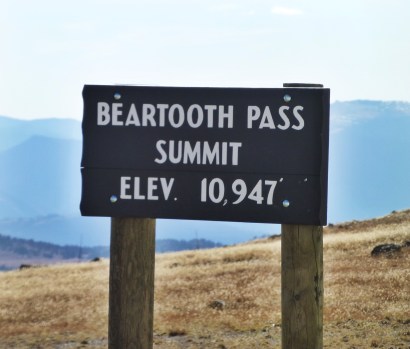 BEARTOOTH PASS
SUMMIT
ELEV. 10,947'